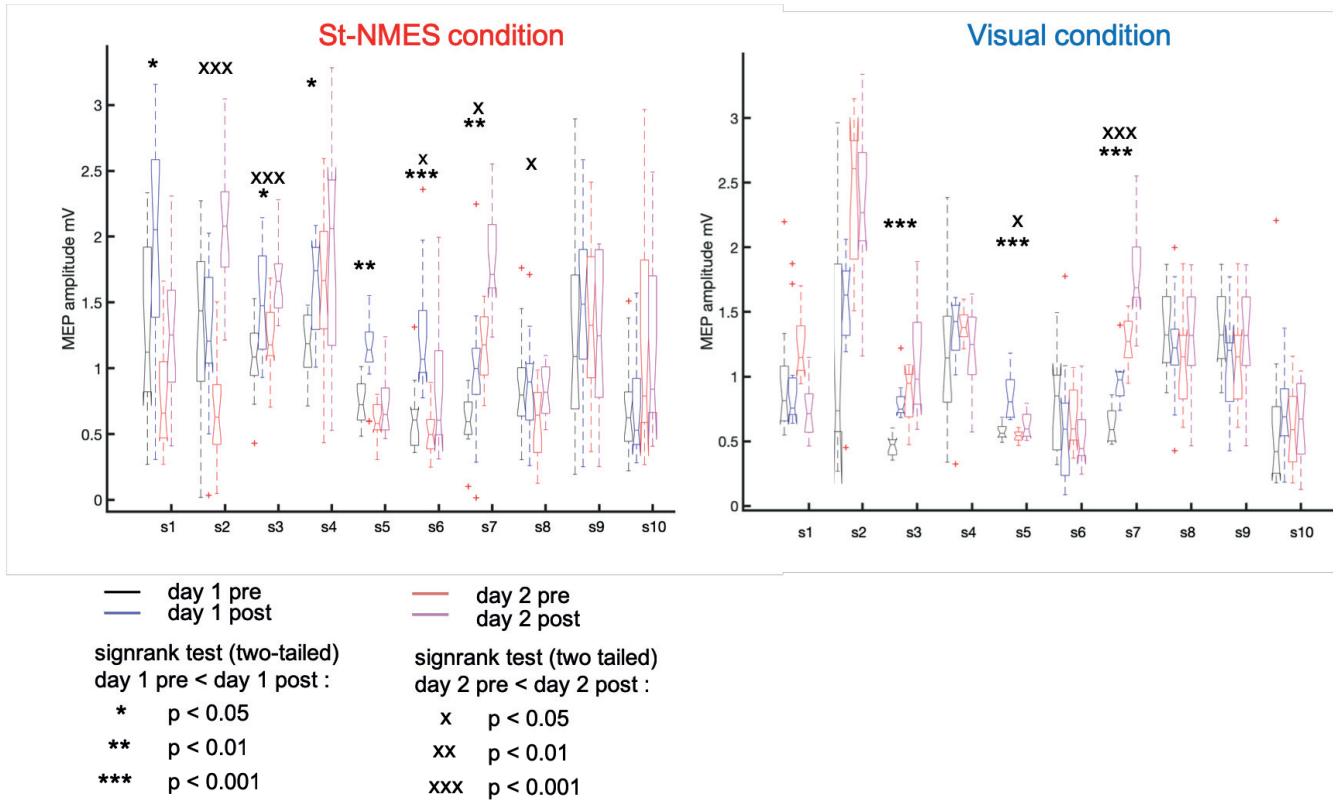 St-NMES condition
Visual condition
MEP amplitude mV
3
2.5
2
1.5
1
0.5
0
* xxx xxx * * ** x *** x ** x
s1 s2 s3 s4 s5 s6 s7 s8 s9 s10
MEP amplitude mV
3
2.5
2
1.5
1
0.5
0
*** x *** xxx ***
s1 s2 s3 s4 s5 s6 s7 s8 s9 s10
day 1 pre
day 1 post
signrank test (two-tailed)
day 1 pre < day 1 post :
* p < 0.05
** p < 0.01
*** p < 0.001
day 2 pre
day 2 post
signrank test (two tailed)
day 2 pre < day 2 post :
x p < 0.05
xx p < 0.01
xxx p < 0.001